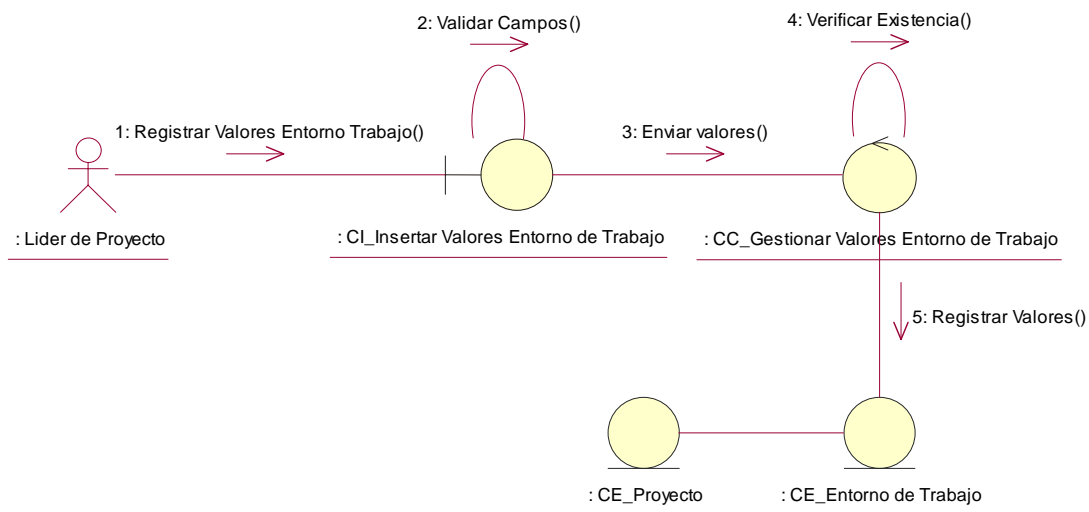 2: Validar Campos()
4: Verificar Existencia()
1: Registrar Valores Entorno Trabajo()
3: Enviar valores()
: Lider de Proyecto
: CI_Insertar Valores Entorno de Trabajo
: CC_Gestionar Valores Entorno de Trabajo
5: Registrar Valores()
: CE_Proyecto
: CE_Entorno de Trabajo